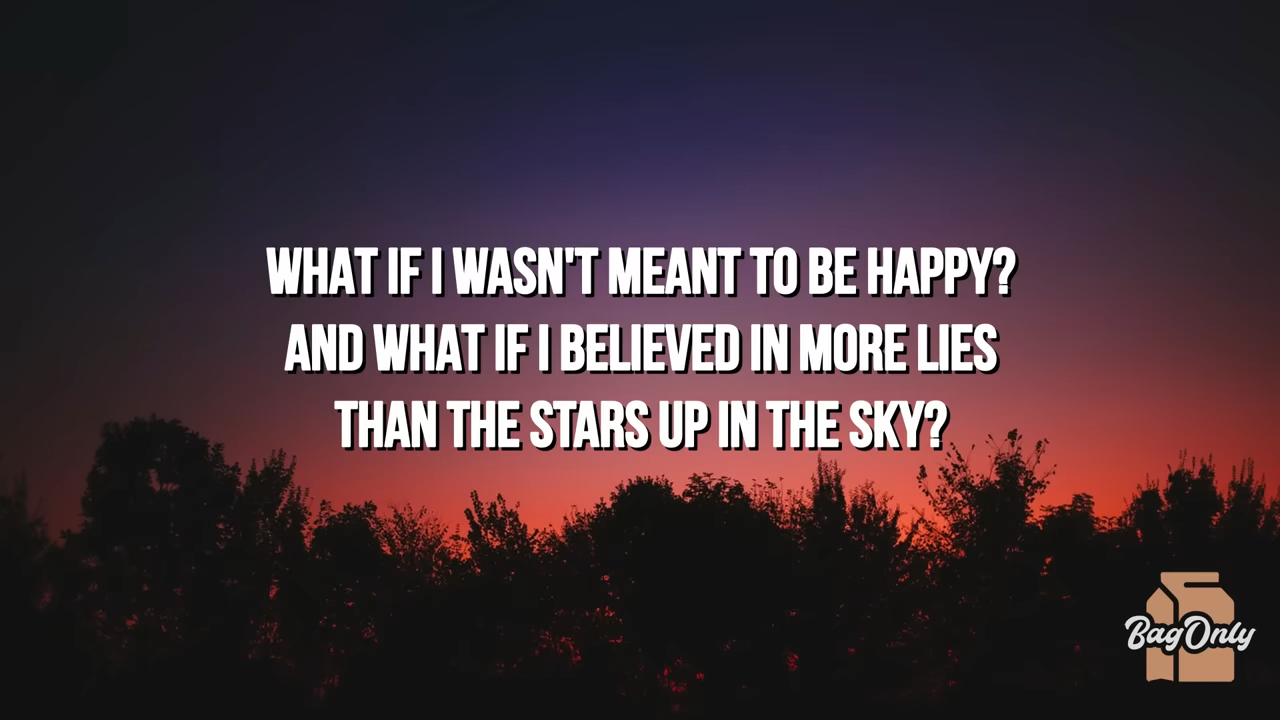 WHAT IF I WASN'T MEANT TO BE HAPPY?
AND WHAT IF I BELIEVED IN MORE LIES
THAN THE STARS UP IN THE SKY?
BagOnly